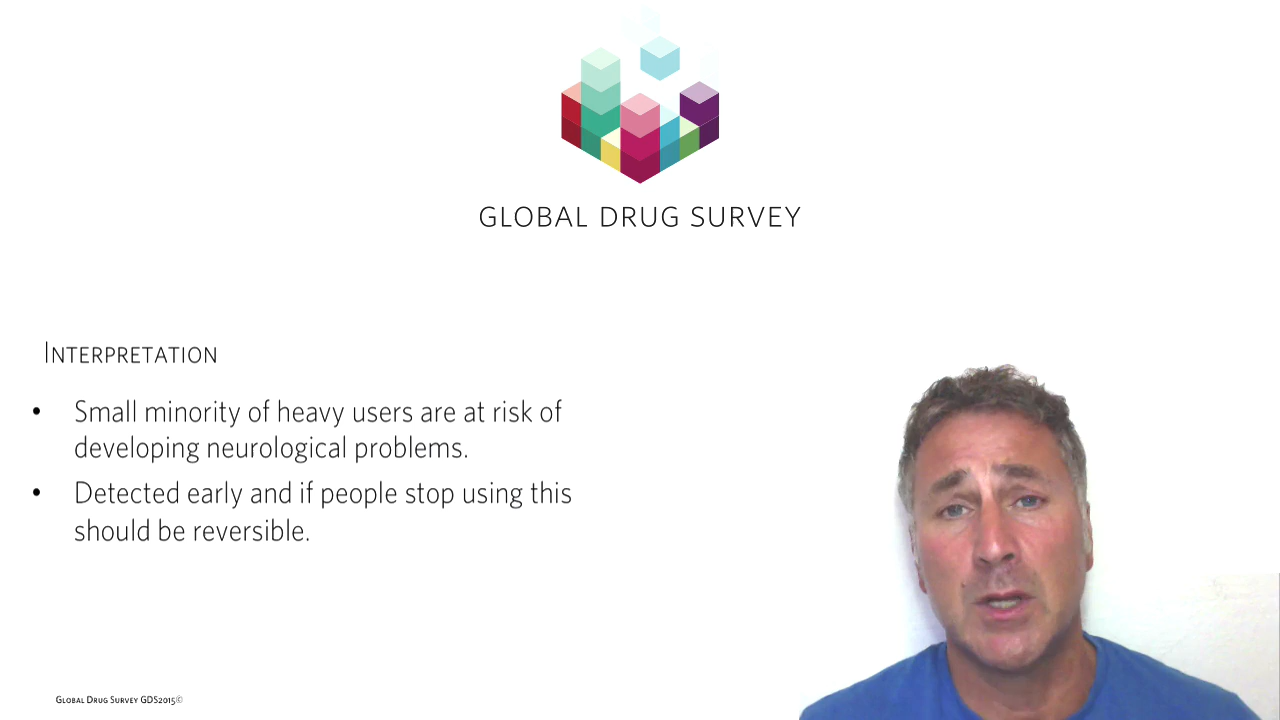 GLOBAL DRUG SURVEY
Interpretation
• Small minority of heavy users are at risk of
developing neurological problems.
• Detected early and if people stop using this
should be reversible.
Global Drug Survey GDS2015©